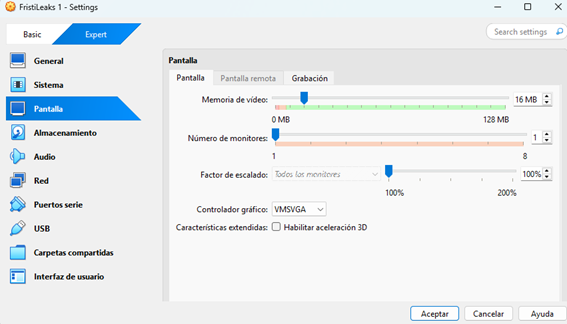 FristiLeaks 1 - Settings
Basic
Expert
Search settings
General
Sistema
Pantalla
Almacenamiento
Audio
Red
Puertos serie
USB
Carpetas compartidas
Interfaz de usuario
Pantalla
Pantalla
Pantalla remota
Grabación
Memoria de vídeo:
16 MB
0 MB
128 MB
Número de monitores:
1
1
8
Factor de escalado:
Todos los monitores
100%
100%
200%
Controlador gráfico:
VMSVGA
Características extendidas:
Habilitar aceleración 3D
Aceptar
Cancelar
Ayuda